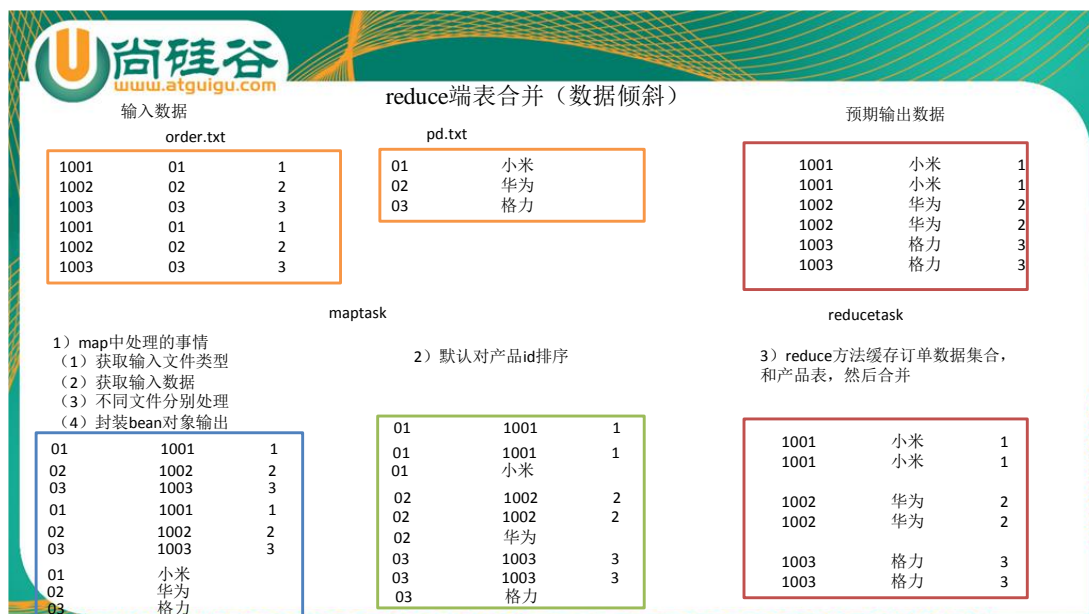 尚硅谷
www.atguigu.com
reduce端表合并（数据倾斜）
输入数据
order.txt
1001 01 1
1002 02 2
1003 03 3
1001 01 1
1002 02 2
1003 03 3
pd.txt
01 小米
02 华为
03 格力
预期输出数据
1001 小米 1
1001 小米 1
1002 华为 2
1002 华为 2
1003 格力 3
1003 格力 3
maptask
1）map中处理的事情
（1）获取输入文件类型
（2）获取输入数据
（3）不同文件分别处理
（4）封装bean对象输出
01 1001 1
02 1002 2
03 1003 3
01 1001 1
02 1002 2
03 1003 3
01 小米
02 华为
03 格力
2）默认对产品id排序
01 1001 1
01 1001 1
01 小米
02 1002 2
02 1002 2
02 华为
03 1003 3
03 1003 3
03 格力
reducetask
3）reduce方法缓存订单数据集合，
和产品表，然后合并
1001 小米 1
1001 小米 1
1002 华为 2
1002 华为 2
1003 格力 3
1003 格力 3